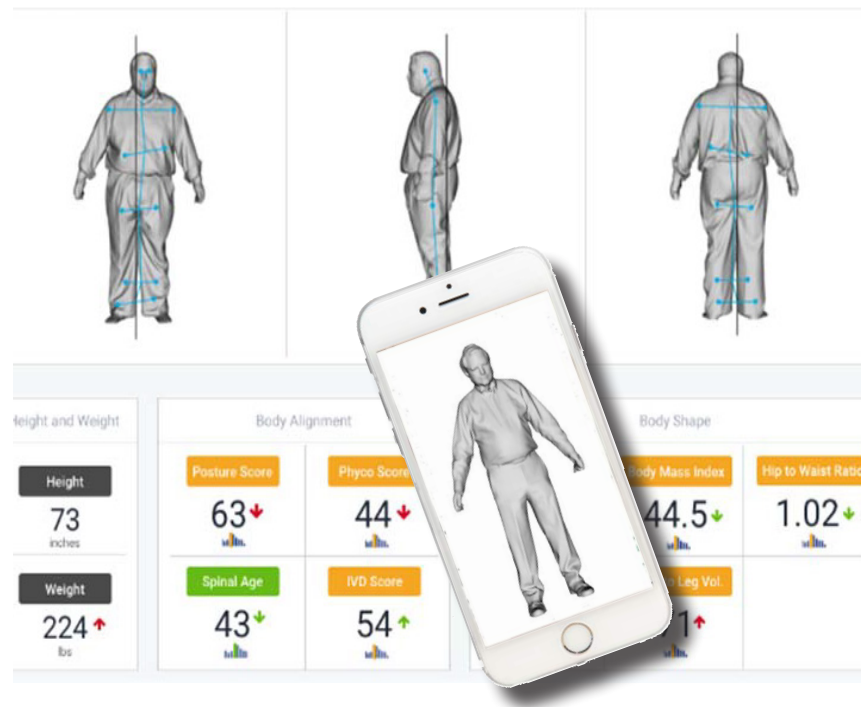 Height and Weight
Body Alignment
Body Shape
Height
73
inches
Weight
224
lbs
Posture Score
63
Phyco Score
44
Spinal Age
43
IVD Score
54
Body Mass Index
44.5
Hip to Waist Ratio
1.02
Leg Vol.